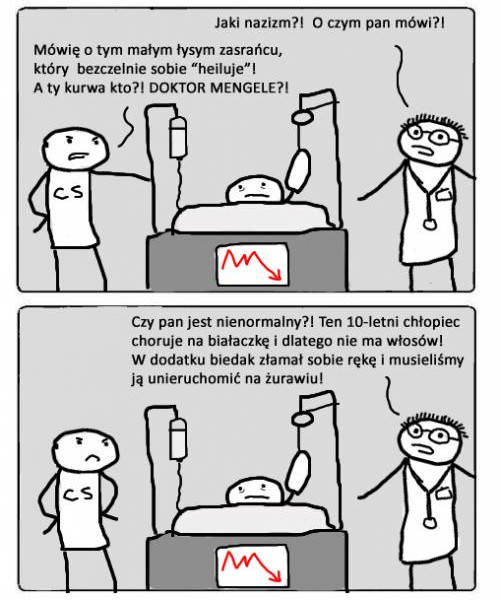 Jaki nazizm?! O czym pan mówi?!
Mówię o tym małym łysym zasrańcu,
który bezczelnie sobie “heiluje”!
A ty kurwa kto?! DOKTOR MENGELE?!
CS
Czy pan jest nienormalny?! Ten 10-letni chłopiec
choruje na białaczkę i dlatego nie ma włosów!
W dodatku biedak złamał sobie rękę i musieliśmy
ją unieruchomić na żurawiu!
CS